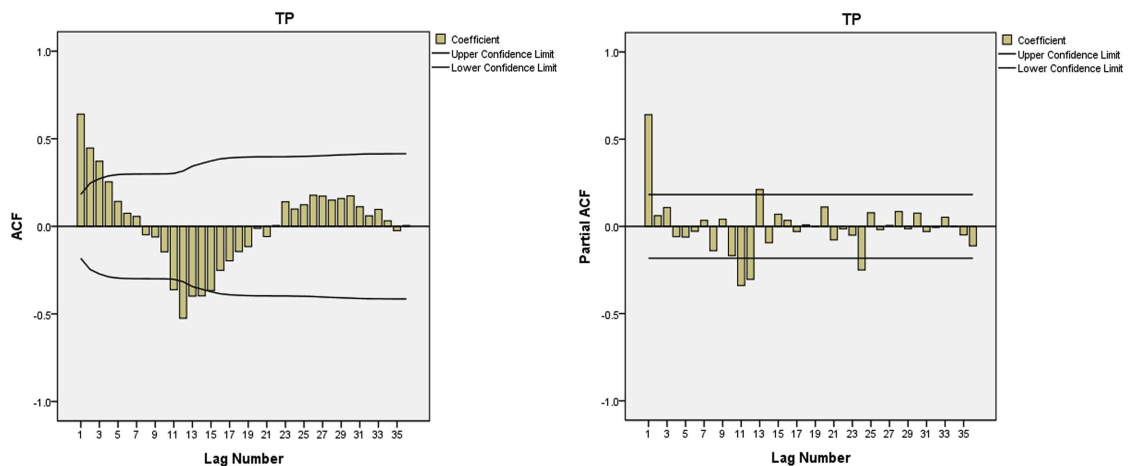 TP
1.0
0.5
0.0
-0.5
-1.0
ACF
1 3 5 7 9 11 13 15 17 19 21 23 25 27 29 31 33 35
Lag Number
Coefficient
Upper Confidence Limit
Lower Confidence Limit
TP
1.0
0.5
0.0
-0.5
-1.0
Partial ACF
1 3 5 7 9 11 13 15 17 19 21 23 25 27 29 31 33 35
Lag Number
Coefficient
Upper Confidence Limit
Lower Confidence Limit